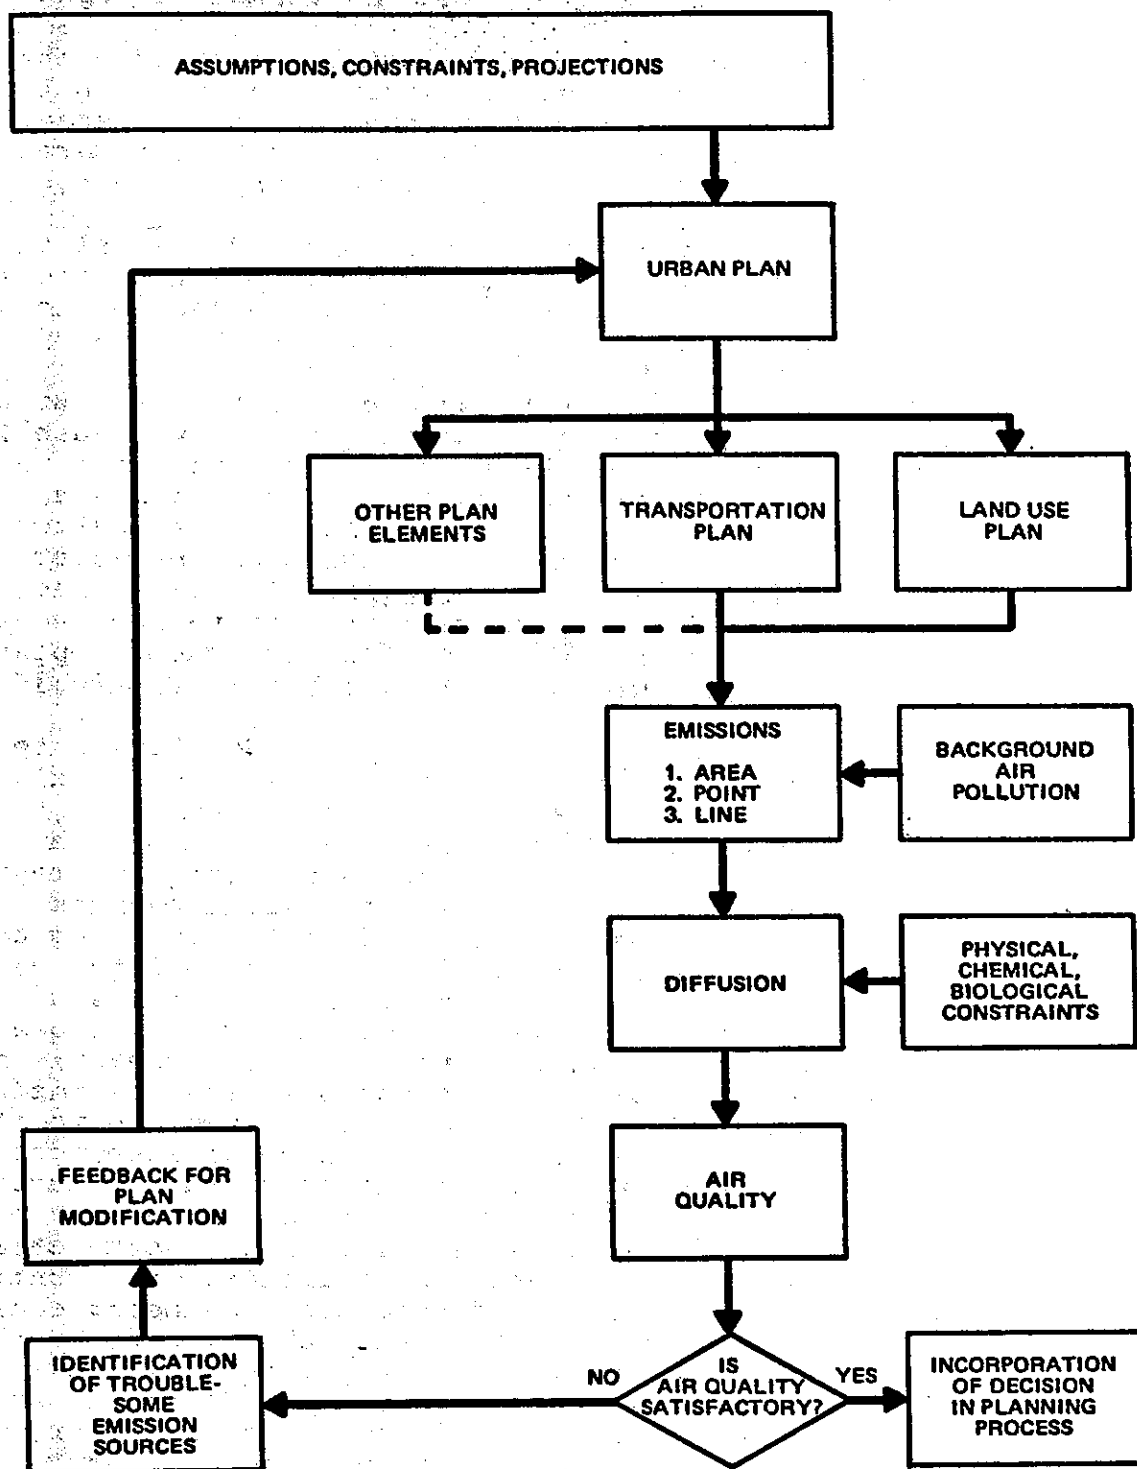 ASSUMPTIONS, CONSTRAINTS, PROJECTIONS
URBAN PLAN
OTHER PLAN
ELEMENTS
TRANSPORTATION
PLAN
LAND USE
PLAN
EMISSIONS
1. AREA
2. POINT
3. LINE
BACKGROUND
AIR
POLLUTION
DIFFUSION
PHYSICAL,
CHEMICAL,
BIOLOGICAL
CONSTRAINTS
FEEDBACK FOR
PLAN
MODIFICATION
AIR
QUALITY
IDENTIFICATION
OF TROUBLE-
SOME
EMISSION
SOURCES
NO
IS
AIR QUALITY
SATISFACTORY?
YES
INCORPORATION
OF DECISION
IN PLANNING
PROCESS